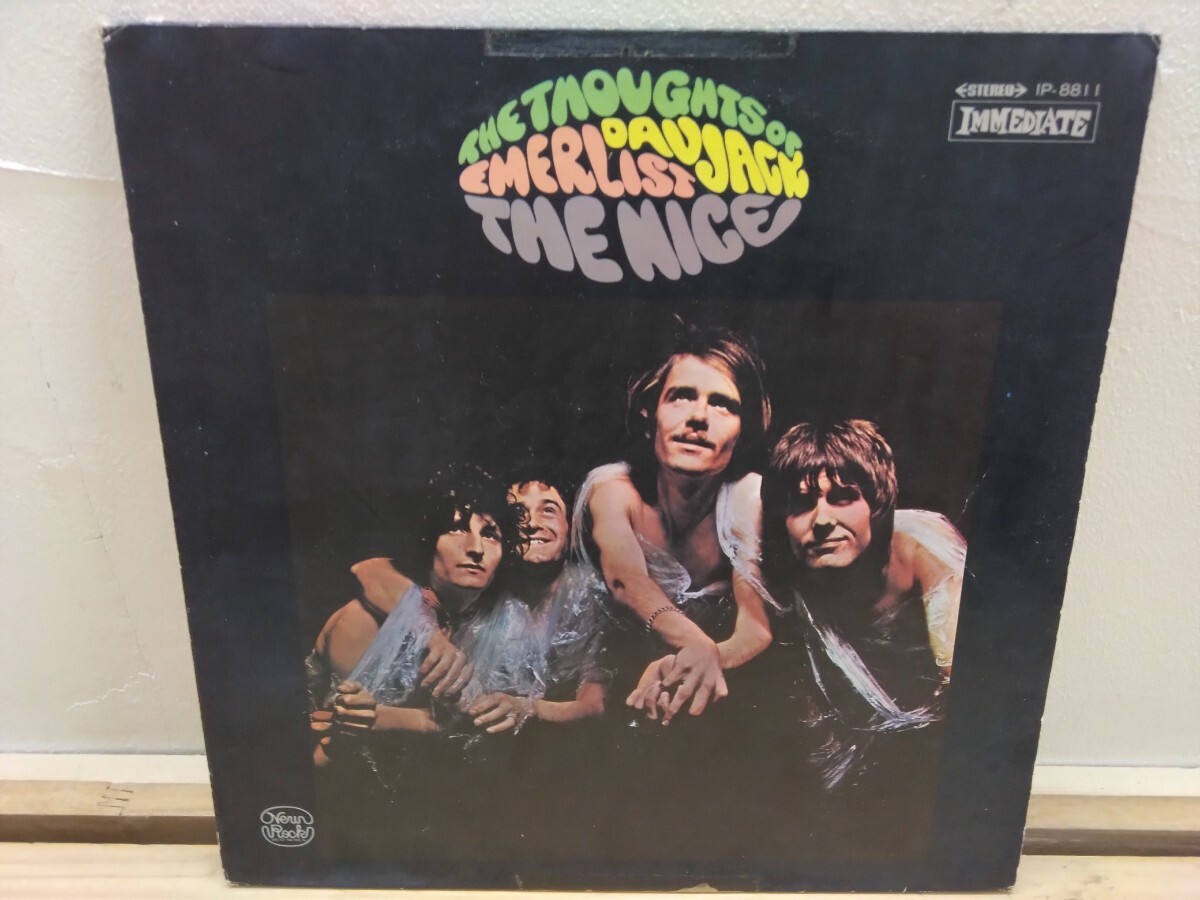 THE THOUGHTS OF
EMERLIST DAVJACK
THE NICE
STEREO IP-8811
IMMEDIATE
New
Rock